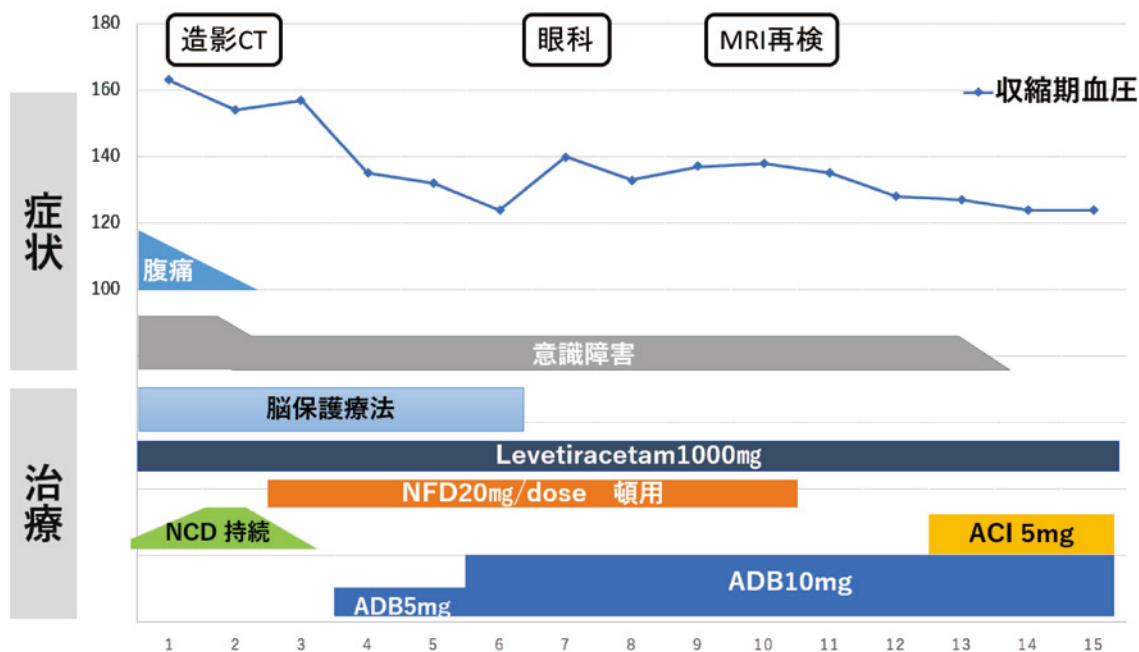 180
造影CT
眼科
MRI再検
160
収縮期血圧
140
120
100
症状
腹痛
意識障害
治療
脳保護療法
Levetiracetam1000㎎
NFD20㎎/dose　頓用
NCD 持続
ACI 5mg
ADB5mg
ADB10mg
1 2 3 4 5 6 7 8 9 10 11 12 13 14 15